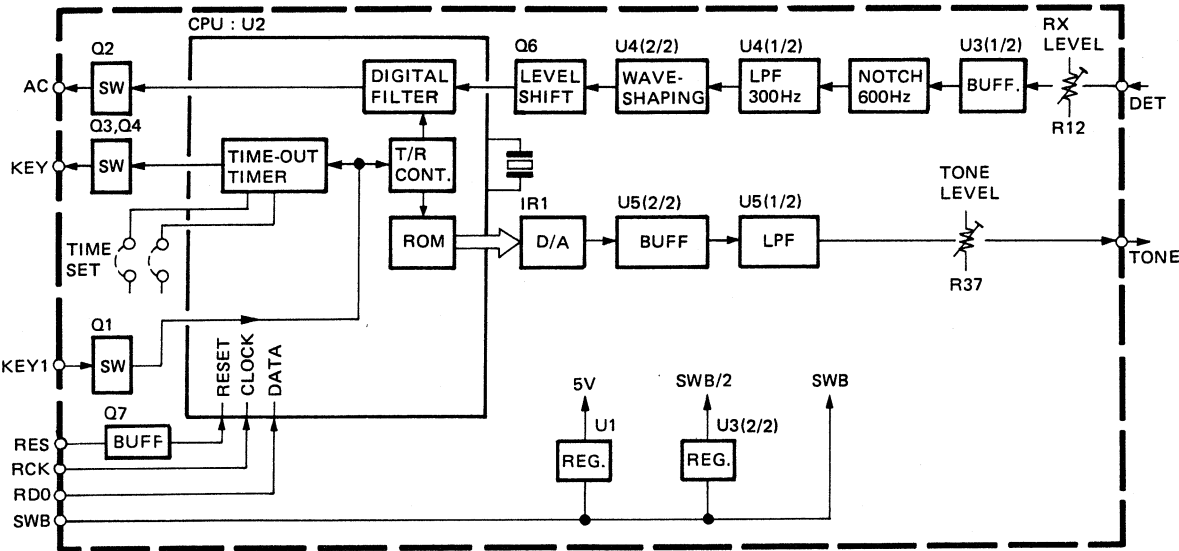 CPU : U2
RX
LEVEL
Q2
Q6
U4(2/2)
U4(1/2)
U3(1/2)
AC
SW
DIGITAL
FILTER
LEVEL
SHIFT
WAVE-
SHAPING
LPF
300Hz
NOTCH
600Hz
BUFF.
DET
R12
Q3,Q4
KEY
SW
TIME-OUT
TIMER
T/R
CONT.
TONE
LEVEL
IR1
U5(2/2)
U5(1/2)
TIME
SET
ROM
D/A
BUFF
LPF
TONE
R37
Q1
KEY1
SW
RESET
CLOCK
DATA
5V
SWB/2
SWB
Q7
U1
U3(2/2)
RES
BUFF
REG.
REG.
RCK
RD0
SWB